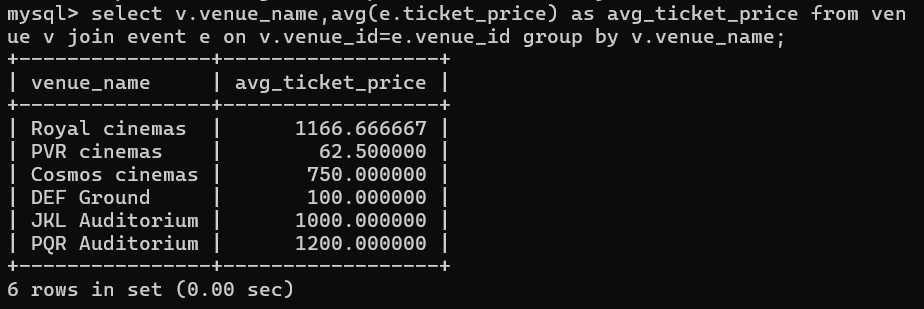 mysql> select v.venue_name,avg(e.ticket_price) as avg_ticket_price from ven
ue v join event e on v.venue_id=e.venue_id group by v.venue_name;
+----------------+------------------+
| venue_name     | avg_ticket_price |
+----------------+------------------+
| Royal cinemas  |      1166.666667 |
| PVR cinemas    |        62.500000 |
| Cosmos cinemas |       750.000000 |
| DEF Ground     |       100.000000 |
| JKL Auditorium |      1000.000000 |
| PQR Auditorium |      1200.000000 |
+----------------+------------------+
6 rows in set (0.00 sec)